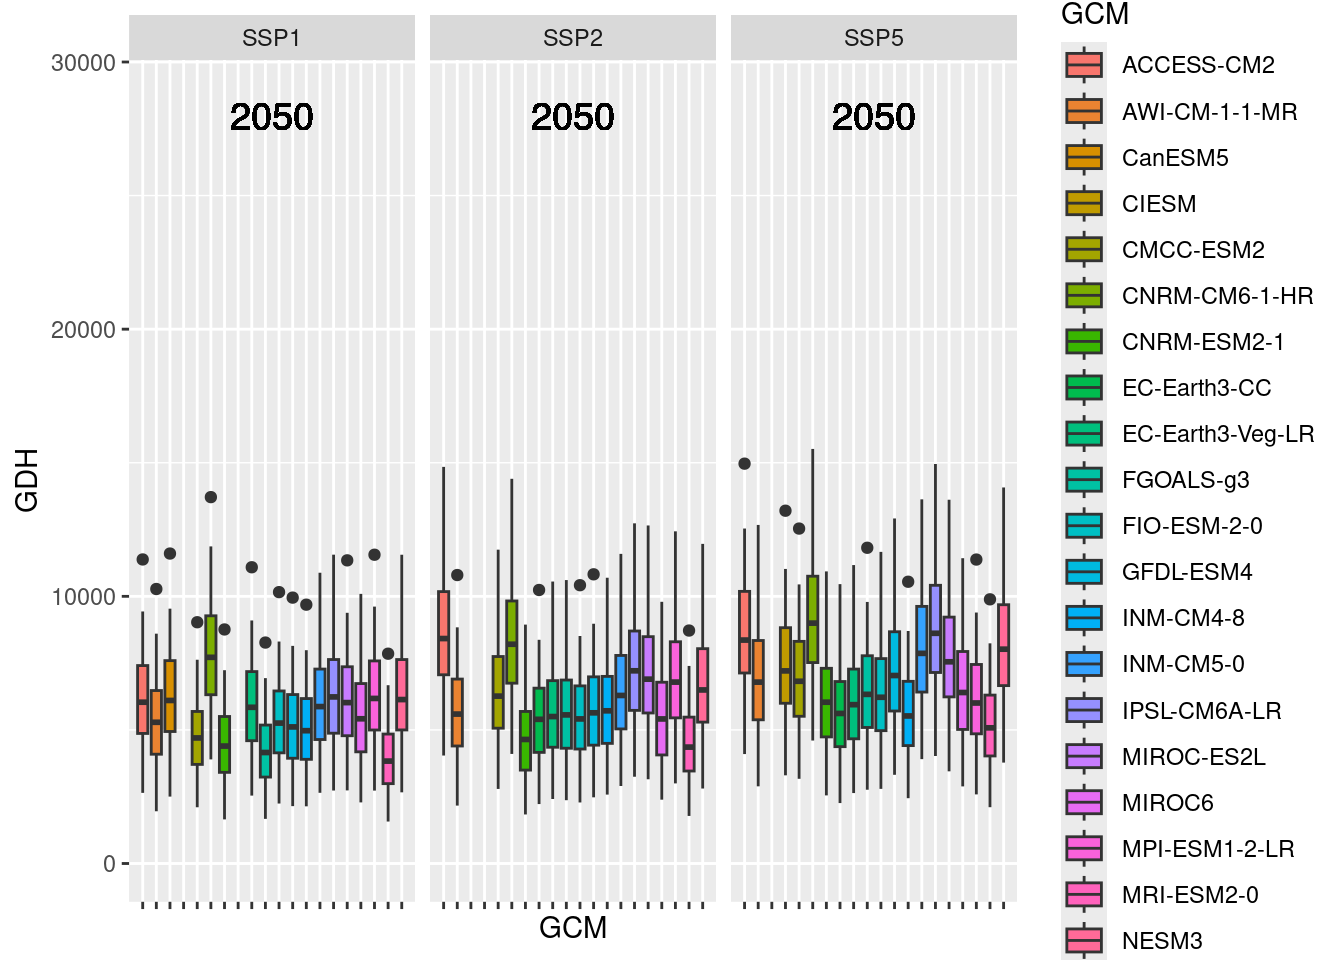 SSP1
SSP2
SSP5
2050
2050
2050
30000
20000
10000
0
GDH
GCM
GCM
ACCESS-CM2
AWI-CM-1-1-MR
CanESM5
CIESM
CMCC-ESM2
CNRM-CM6-1-HR
CNRM-ESM2-1
EC-Earth3-CC
EC-Earth3-Veg-LR
FGOALS-g3
FIO-ESM-2-0
GFDL-ESM4
INM-CM4-8
INM-CM5-0
IPSL-CM6A-LR
MIROC-ES2L
MIROC6
MPI-ESM1-2-LR
MRI-ESM2-0
NESM3